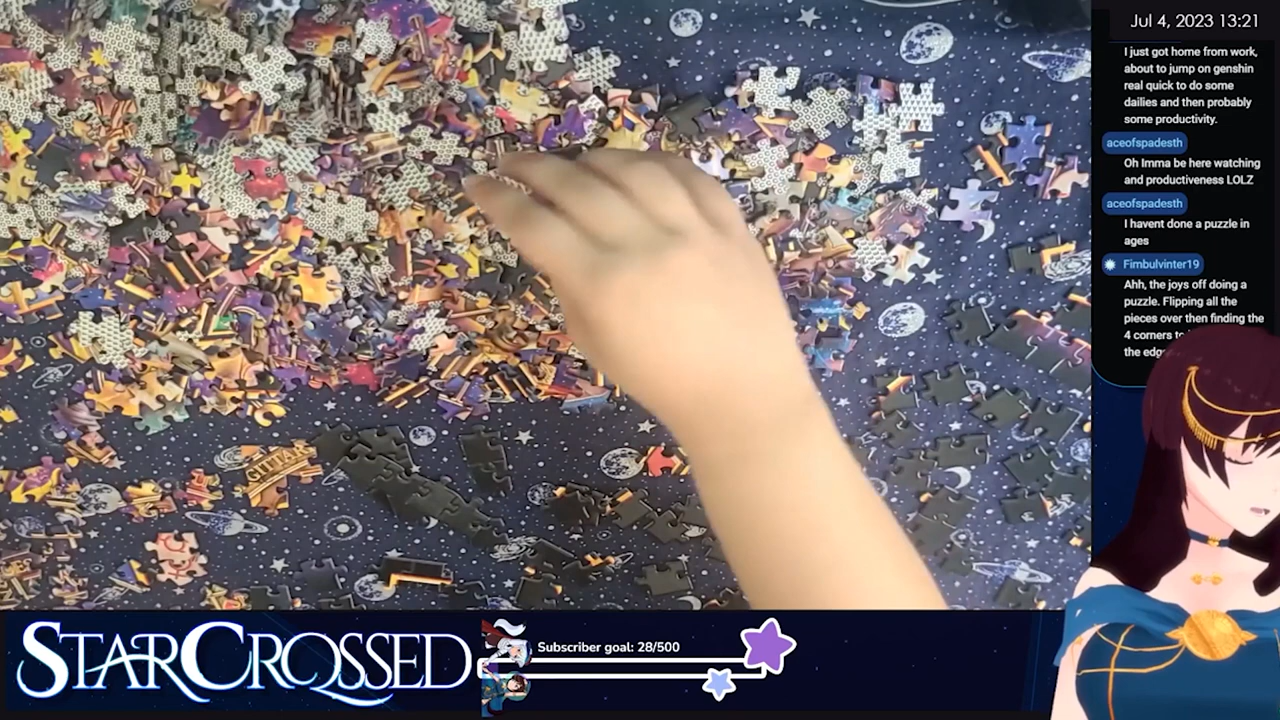 Jul 4, 2023 13:21
I just got home from work,
about to jump on genshin
real quick to do some
dailies and then probably
some productivity.
aceofspadesth
Oh Imma be here watching
and productiveness LOLZ
aceofspadesth
I havent done a puzzle in
ages
Fimbulvinter19
Ahh, the joys off doing a
puzzle. Flipping all the
pieces over then finding the
4 corners
the
GUITAR
STARCROSSED
Subscriber goal: 28/500